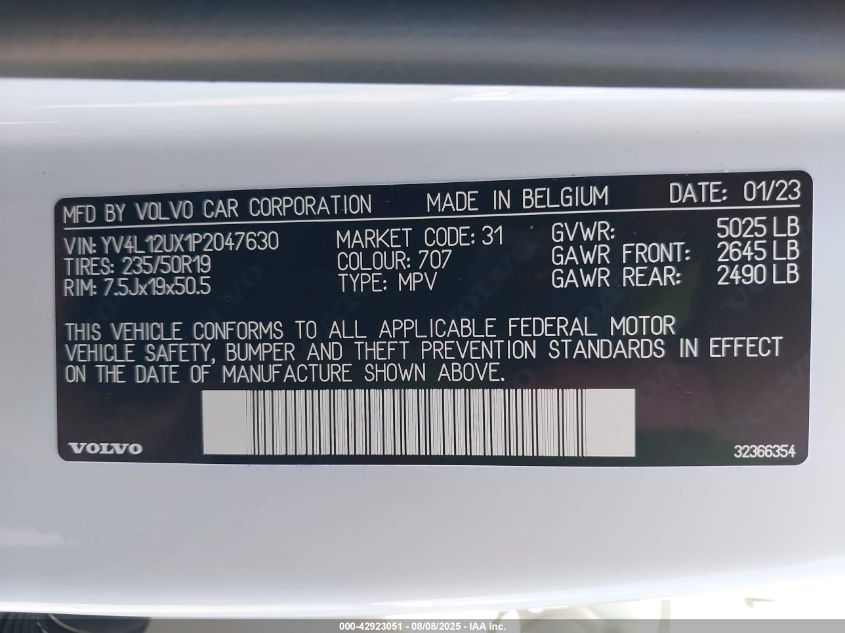 MFD BY VOLVO CAR CORPORATION MADE IN BELGIUM DATE: 01/23
VIN: YV4L12UX1P2047630 MARKET CODE: 31 GVWR: 5025 LB
TIRES: 235/50R19 COLOUR: 707 GAWR FRONT: 2645 LB
RIM: 7.5Jx19x50.5 TYPE: MPV GAWR REAR: 2490 LB
THIS VEHICLE CONFORMS TO ALL APPLICABLE FEDERAL MOTOR
VEHICLE SAFETY, BUMPER AND THEFT PREVENTION STANDARDS IN EFFECT
ON THE DATE OF MANUFACTURE SHOWN ABOVE.
VOLVO 32366354
000-42923051 - 08/08/2025 - IAA Inc.